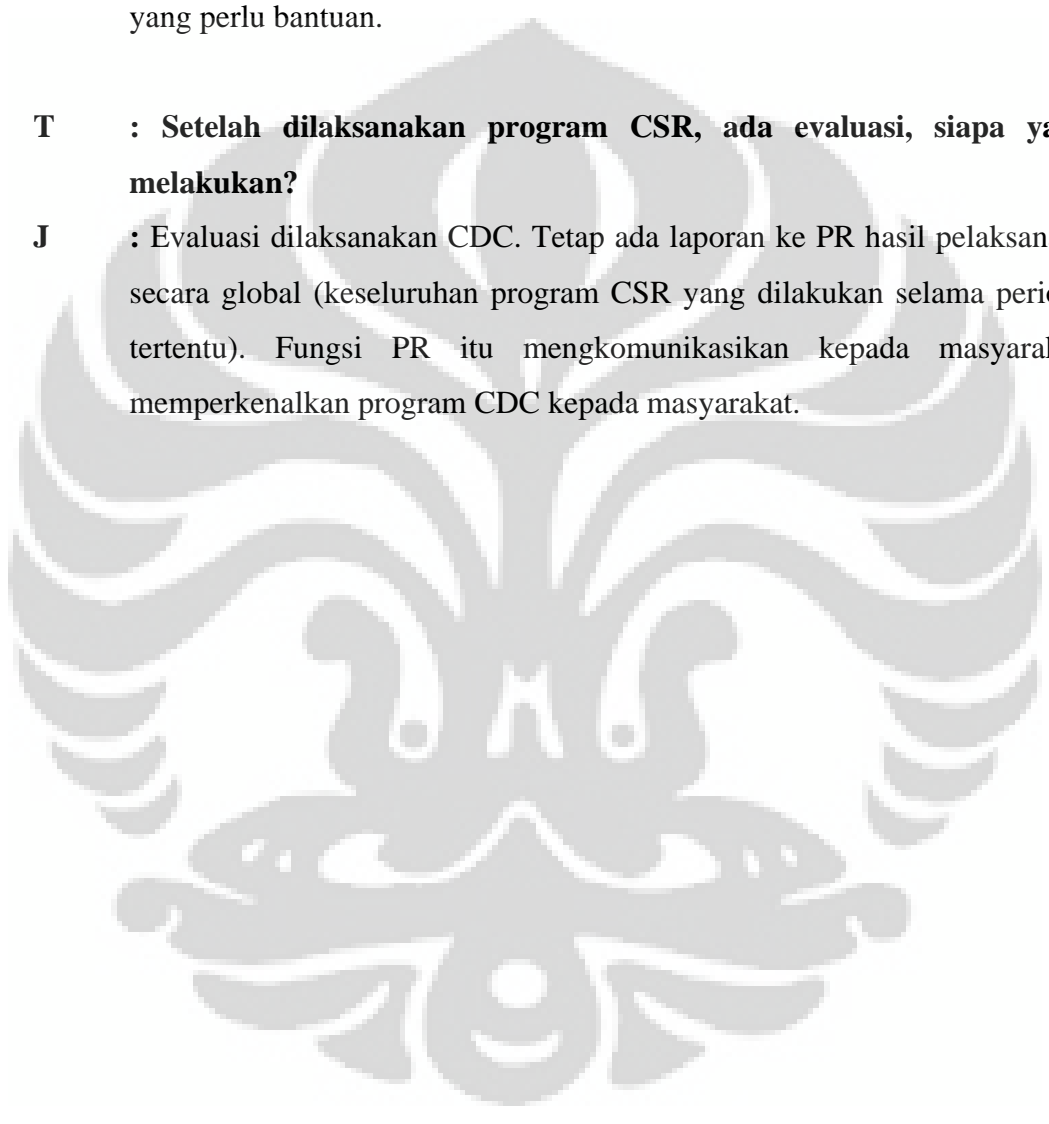 yang perlu bantuan.
T : Setelah dilaksanakan program CSR, ada evaluasi, siapa
melakukan?
J : Evaluasi dilaksanakan CDC. Tetap ada laporan ke PR hasil
secara global (keseluruhan program CSR yang dilakukan selama
tertentu). Fungsi PR itu mengkomunikasikan kepada
memperkenalkan program CDC kepada masyarakat.